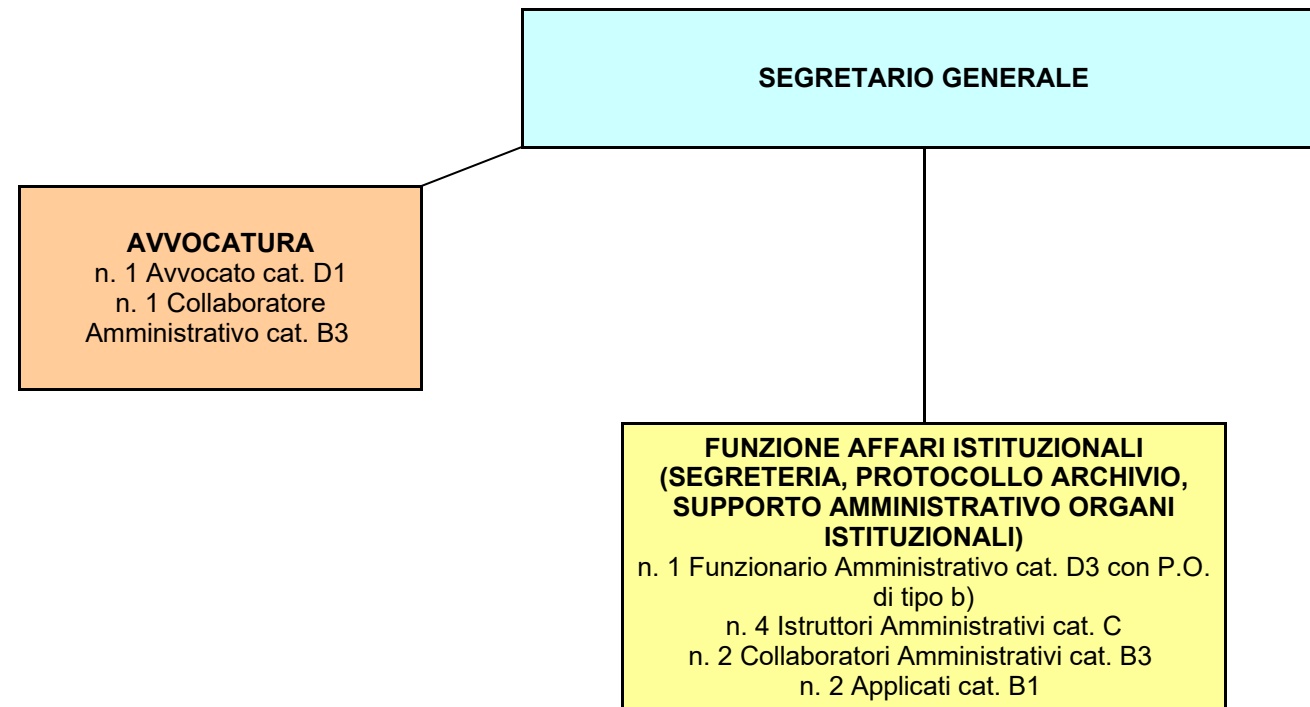 SEGRETARIO GENERALE
AVVOCATURA
n. 1 Avvocato cat. D1
n. 1 Collaboratore
Amministrativo cat. B3
FUNZIONE AFFARI ISTITUZIONALI
(SEGRETERIA, PROTOCOLLO ARCHIVIO,
SUPPORTO AMMINISTRATIVO ORGANI
ISTITUZIONALI)
n. 1 Funzionario Amministrativo cat. D3 con P.O.
di tipo b)
n. 4 Istruttori Amministrativi cat. C
n. 2 Collaboratori Amministrativi cat. B3
n. 2 Applicati cat. B1